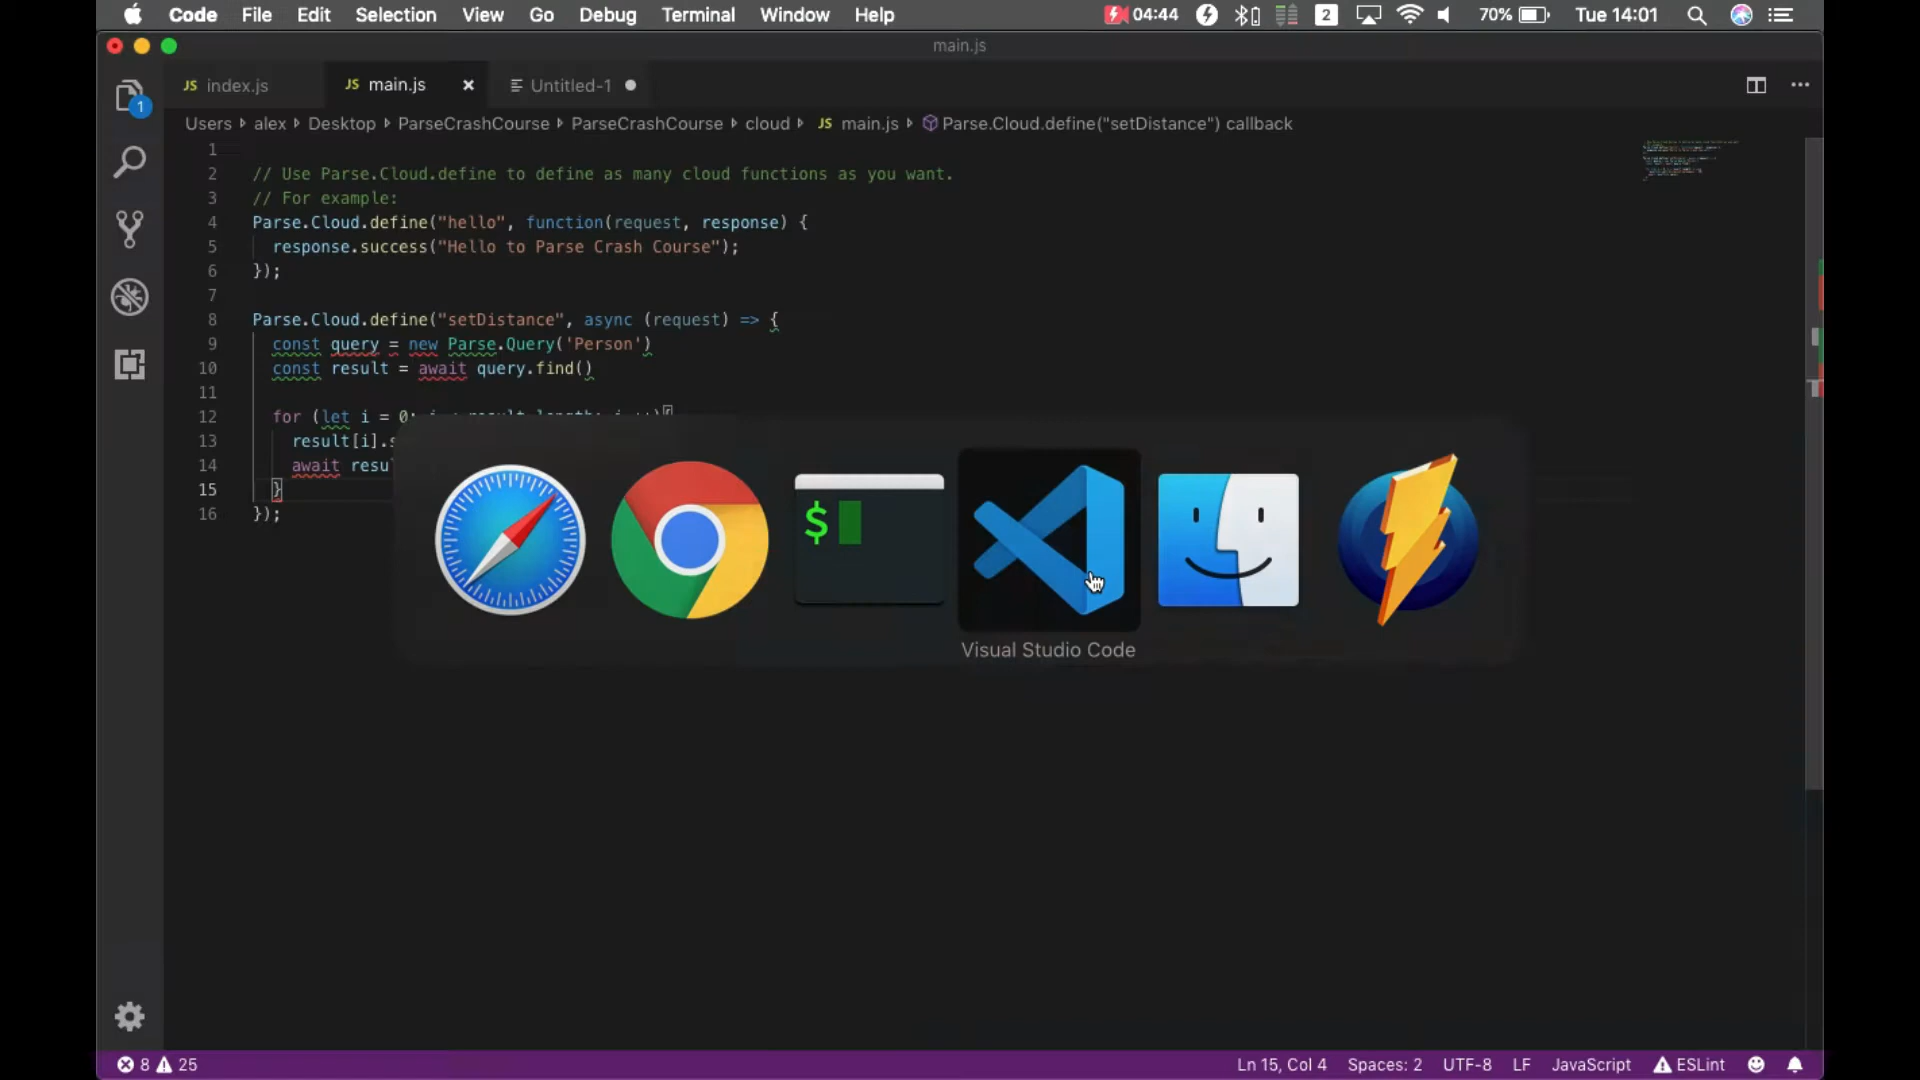 Code File Edit Selection View Go Debug Terminal Window Help 04:44 2 70% Tue 14:01
main.js
JS index.js JS main.js Untitled-1
1
Users alex Desktop ParseCrashCourse ParseCrashCourse cloud JS main.js Parse.Cloud.define("setDistance") callback
1
2 // Use Parse.Cloud.define to define as many cloud functions as you want.
3 // For example:
4 Parse.Cloud.define("hello", function(request, response) {
5 response.success("Hello to Parse Crash Course");
6 });
7
8 Parse.Cloud.define("setDistance", async (request) => {
9 const query = new Parse.Query('Person')
10 const result = await query.find()
11
12 for (let i = 0;
13 result[i].s
14 await resu
15 }
16 });
$
Visual Studio Code
8 25 Ln 15, Col 4 Spaces: 2 UTF-8 LF JavaScript ESLint